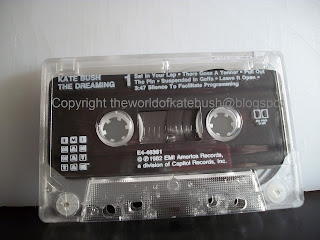 KATE BUSH
THE DREAMING
1
Sat In Your Lap • There Goes A Tenner • Pull Out
The Pin • Suspended In Gaffa • Leave It Open •
3:47 Silence To Facilitate Programming
Copyright theworldofkatebush@blogspot
EMI
E4-46361
℗ © 1982 EMI America Records,
a division of Capitol Records, Inc.